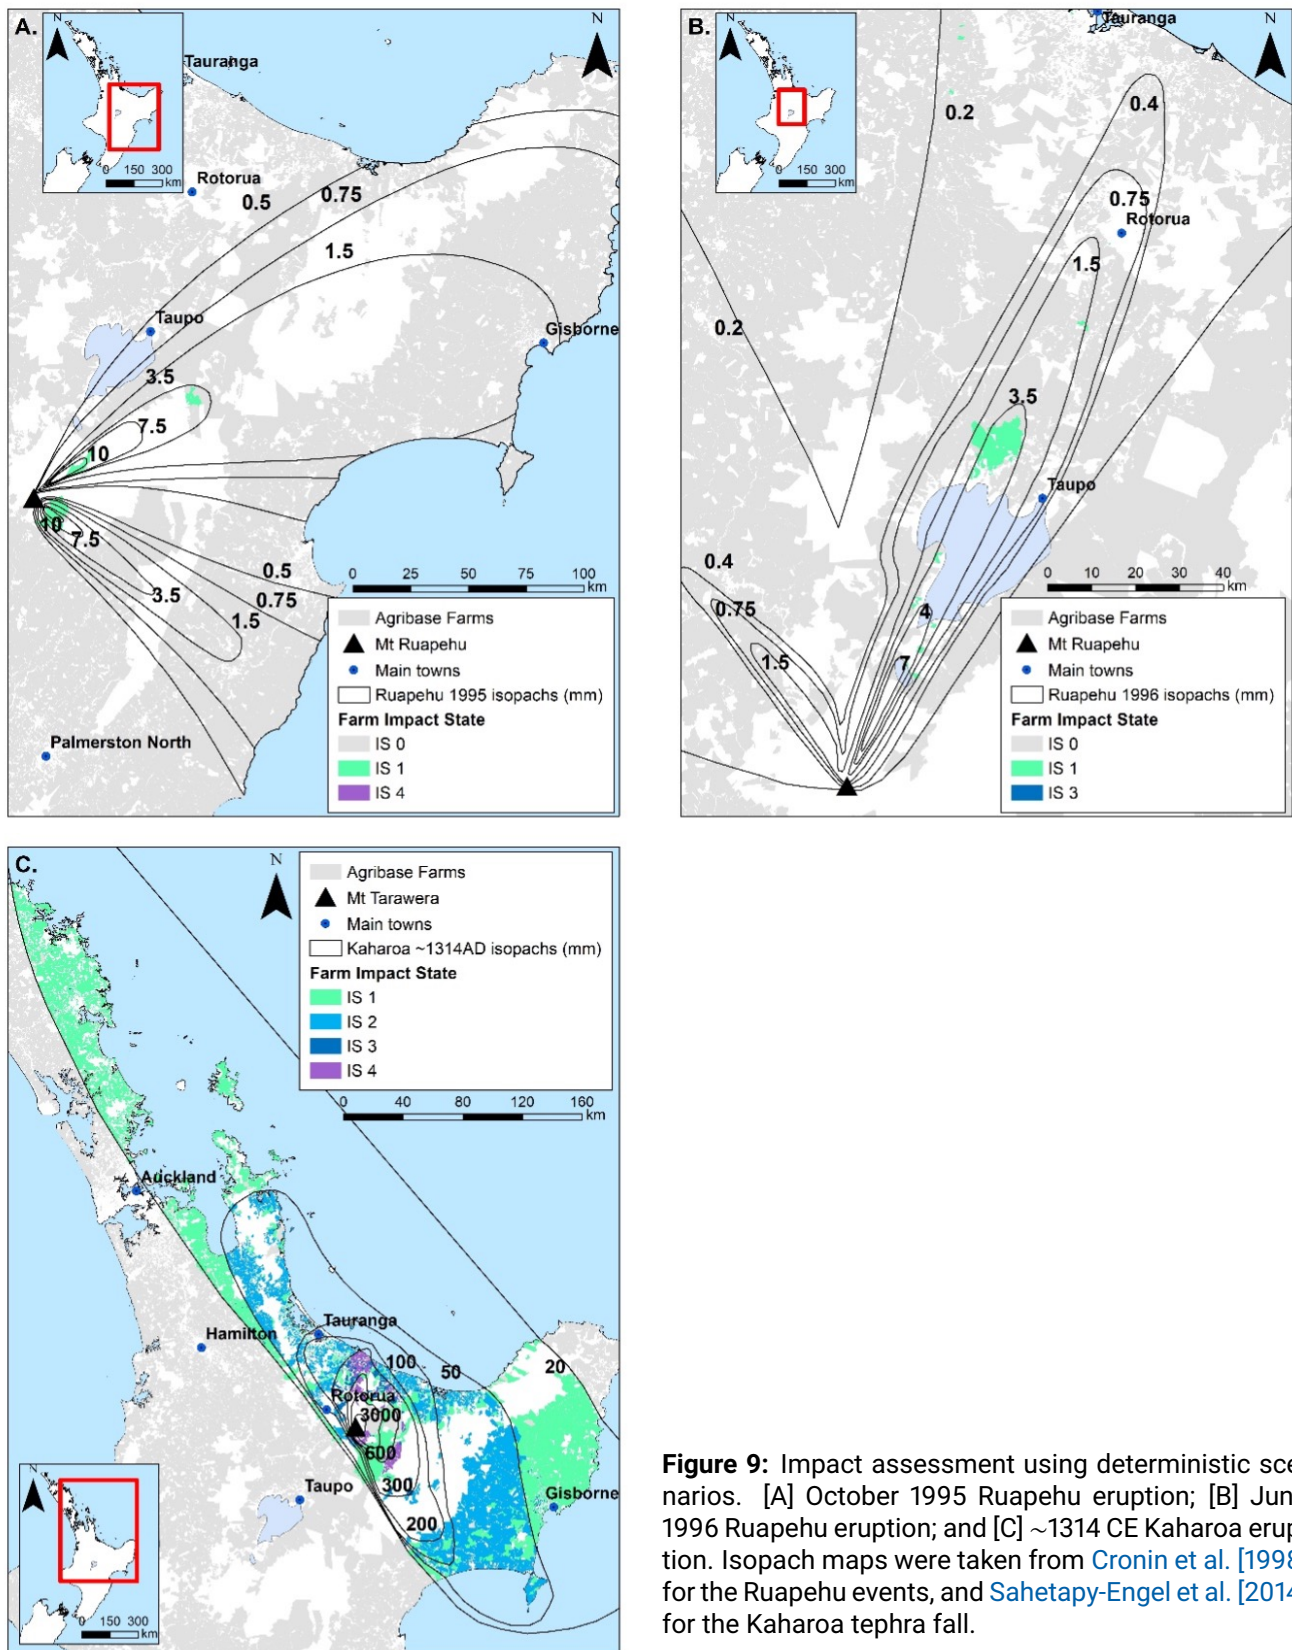 A.
N
N
0 150 300
km
Tauranga
Rotorua
0.5
0.75
1.5
Taupo
Gisborne
3.5
7.5
10
10
7.5
3.5
0.5
0.75
1.5
0 25 50 75 100
km
Palmerston North
Agribase Farms
Mt Ruapehu
Main towns
Ruapehu 1995 isopachs (mm)
Farm Impact State
IS 0
IS 1
IS 4
B.
N
N
0 150 300
km
Tauranga
0.2
0.4
0.75
Rotorua
1.5
0.2
3.5
Taupo
0.4
0.75
1.5
4
7
0 10 20 30 40
km
Agribase Farms
Mt Ruapehu
Main towns
Ruapehu 1996 isopachs (mm)
Farm Impact State
IS 0
IS 1
IS 3
C.
N
Agribase Farms
Mt Tarawera
Main towns
Kaharoa ~1314AD isopachs (mm)
Farm Impact State
IS 1
IS 2
IS 3
IS 4
0 40 80 120 160
km
Auckland
Hamilton
Tauranga
100
50
20
Rotorua
3000
600
300
Taupo
200
Gisborne
N
0 150 300
km
Figure 9: Impact assessment using deterministic sce
narios. [A] October 1995 Ruapehu eruption; [B] Jun
1996 Ruapehu eruption; and [C] ~1314 CE Kaharoa erup
tion. Isopach maps were taken from Cronin et al. [1998
for the Ruapehu events, and Sahetapy-Engel et al. [2014
for the Kaharoa tephra fall.